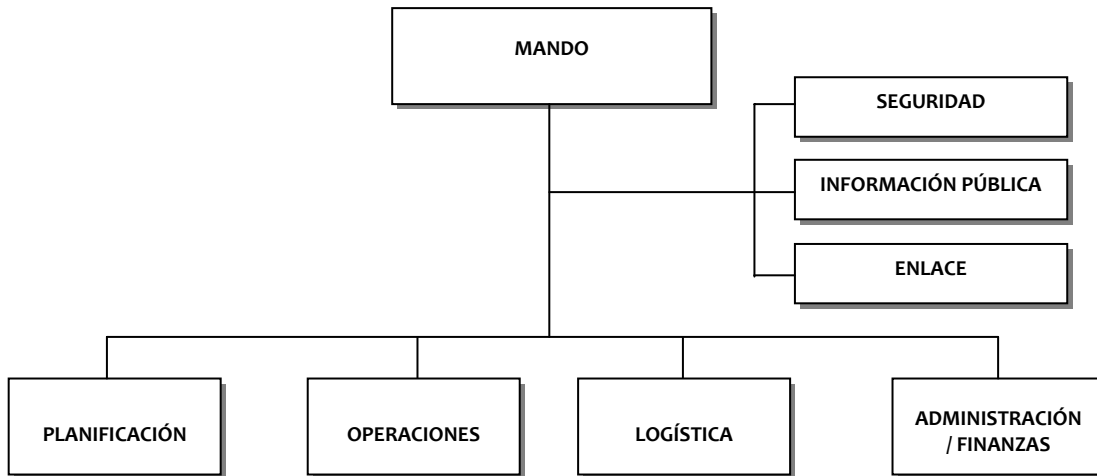 MANDO
SEGURIDAD
INFORMACIÓN PÚBLICA
ENLACE
PLANIFICACIÓN
OPERACIONES
LOGÍSTICA
ADMINISTRACIÓN
/ FINANZAS